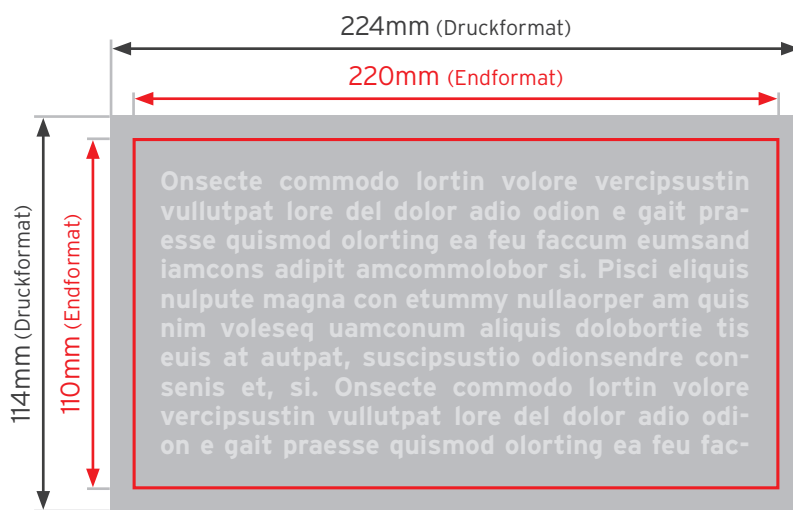 224mm (Druckformat)
220mm (Endformat)
114mm (Druckformat)
110mm (Endformat)
Onsecte commodo lortin volore vercipsustin
vullutpat lore del dolor adio odion e gait pra-
esse quismod olorting ea feu faccum eumsand
iamcons adipit amcommolobor si. Pisci eliquis
nulpute magna con etummy nullaorper am quis
nim voleseq uamconum aliquis dolobortie tis
euis at autpat, suscipsustio odionsendre con-
senis et, si. Onsecte commodo lortin volore
vercipsustin vullutpat lore del dolor adio odi-
on e gait praesse quismod olorting ea feu fac-